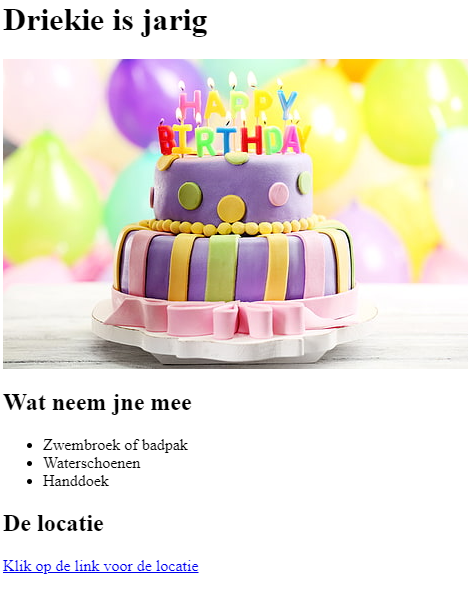 Driekie is jarig
HAPPY
BIRTHDAY
Wat neem jne mee
Zwembroek of badpak
Waterschoenen
Handdoek
De locatie
Klik op de link voor de locatie